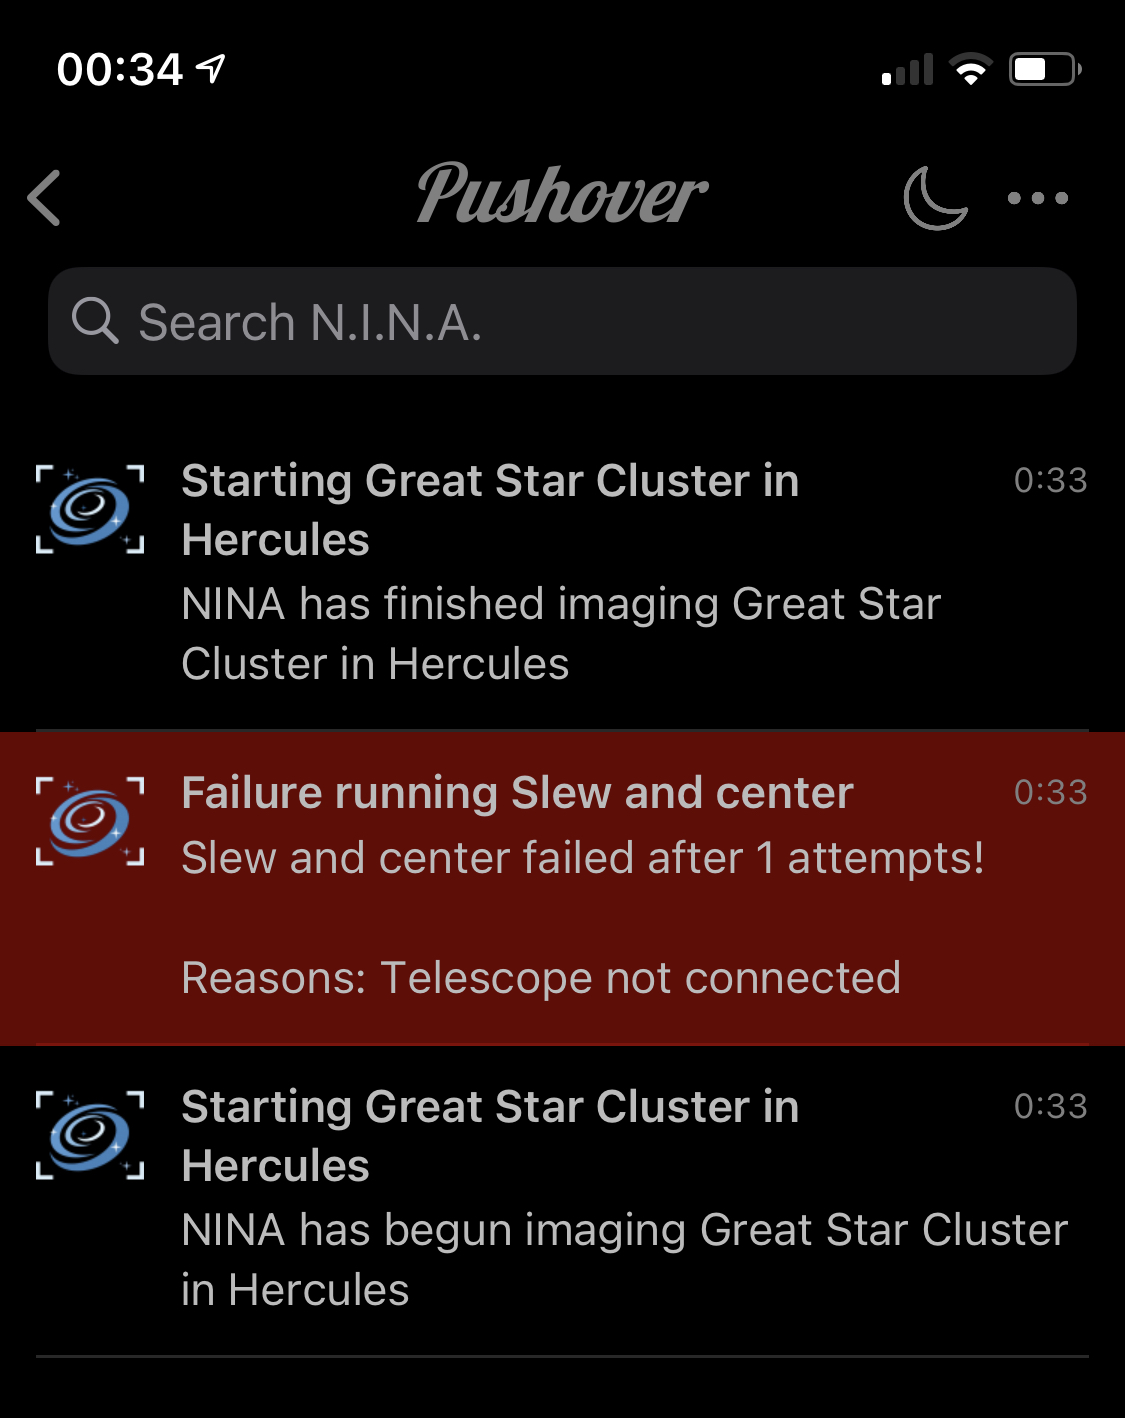 00:34
Pushover
Search N.I.N.A.
Starting Great Star Cluster in 0:33
Hercules
NINA has finished imaging Great Star
Cluster in Hercules
Failure running Slew and center 0:33
Slew and center failed after 1 attempts!
Reasons: Telescope not connected
Starting Great Star Cluster in 0:33
Hercules
NINA has begun imaging Great Star Cluster
in Hercules